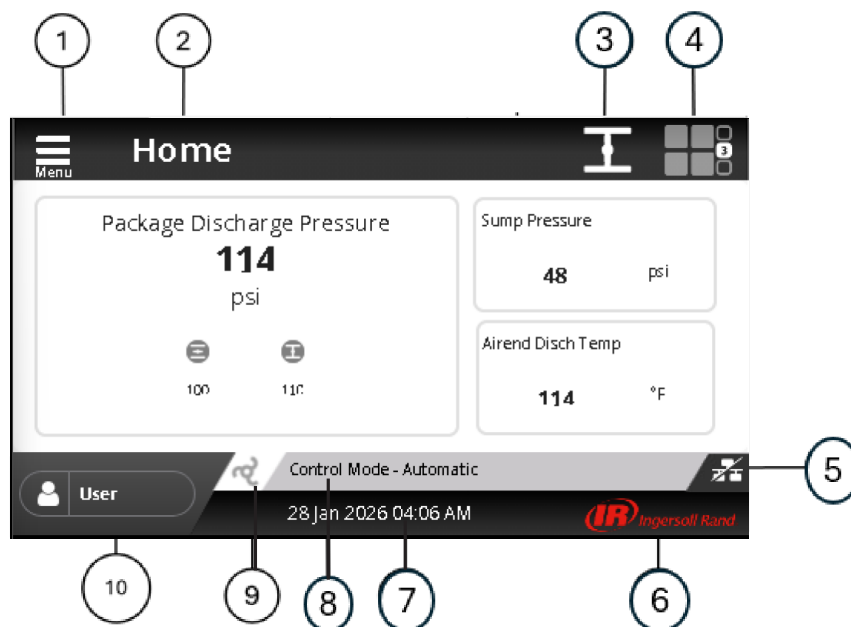 1 2 3 4
Menu Home 3
Package Discharge Pressure
114
psi
100 110
Sump Pressure
48 psi
Airend Disch Temp
114 °F
5
Control Mode - Automatic
User
28 Jan 2026 04:06 AM
IR Ingersoll Rand
10 9 8 7 6